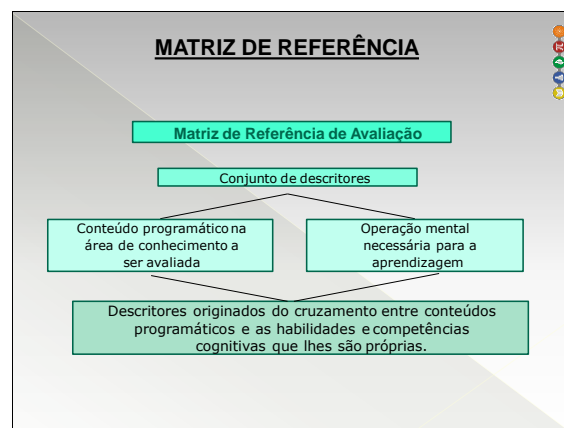 MATRIZ DE REFERÊNCIA
Matriz de Referência de Avaliação
Conjunto de descritores
Conteúdo programático na
área de conhecimento a
ser avaliada
Operação mental
necessária para a
aprendizagem
Descritores originados do cruzamento entre conteúdos
programáticos e as habilidades e competências
cognitivas que lhes são próprias.